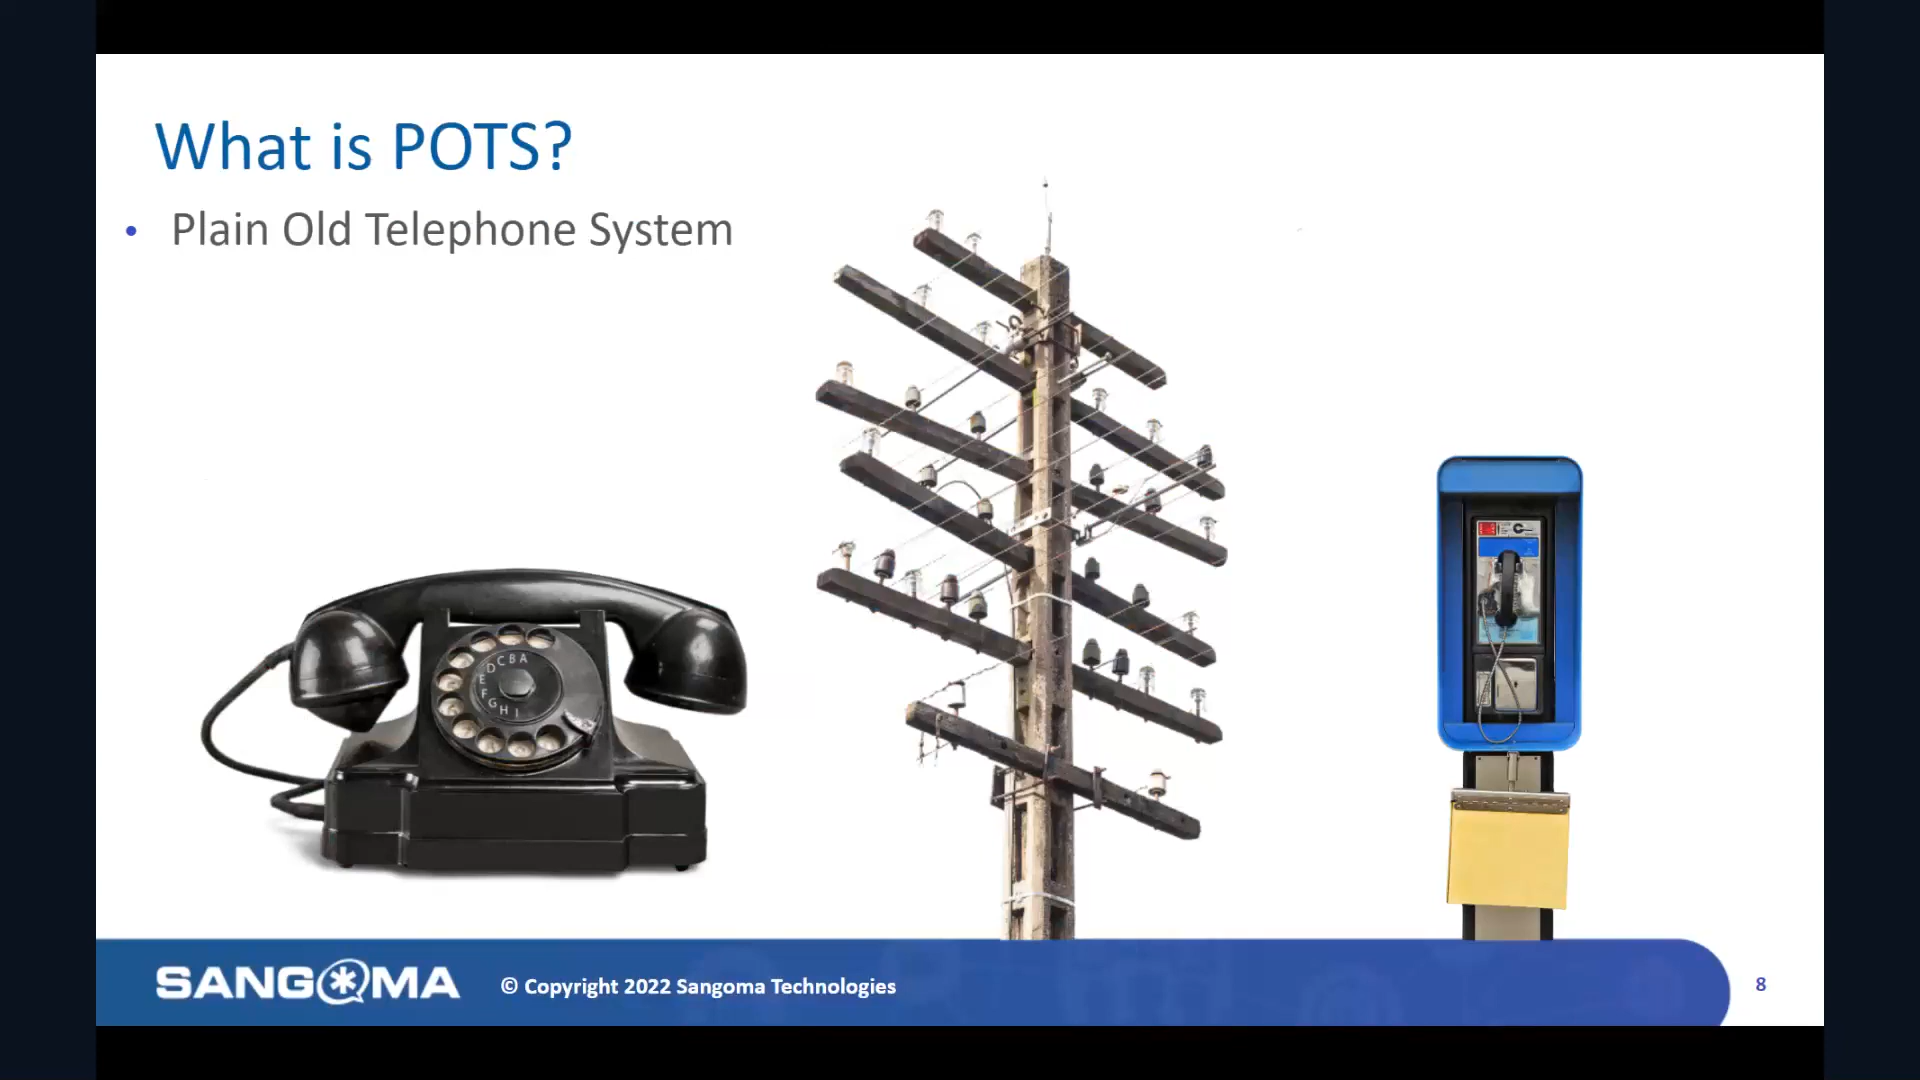 What is POTS?
• Plain Old Telephone System
C B A
D
E
F
G H I
SANGOMA
© Copyright 2022 Sangoma Technologies
8